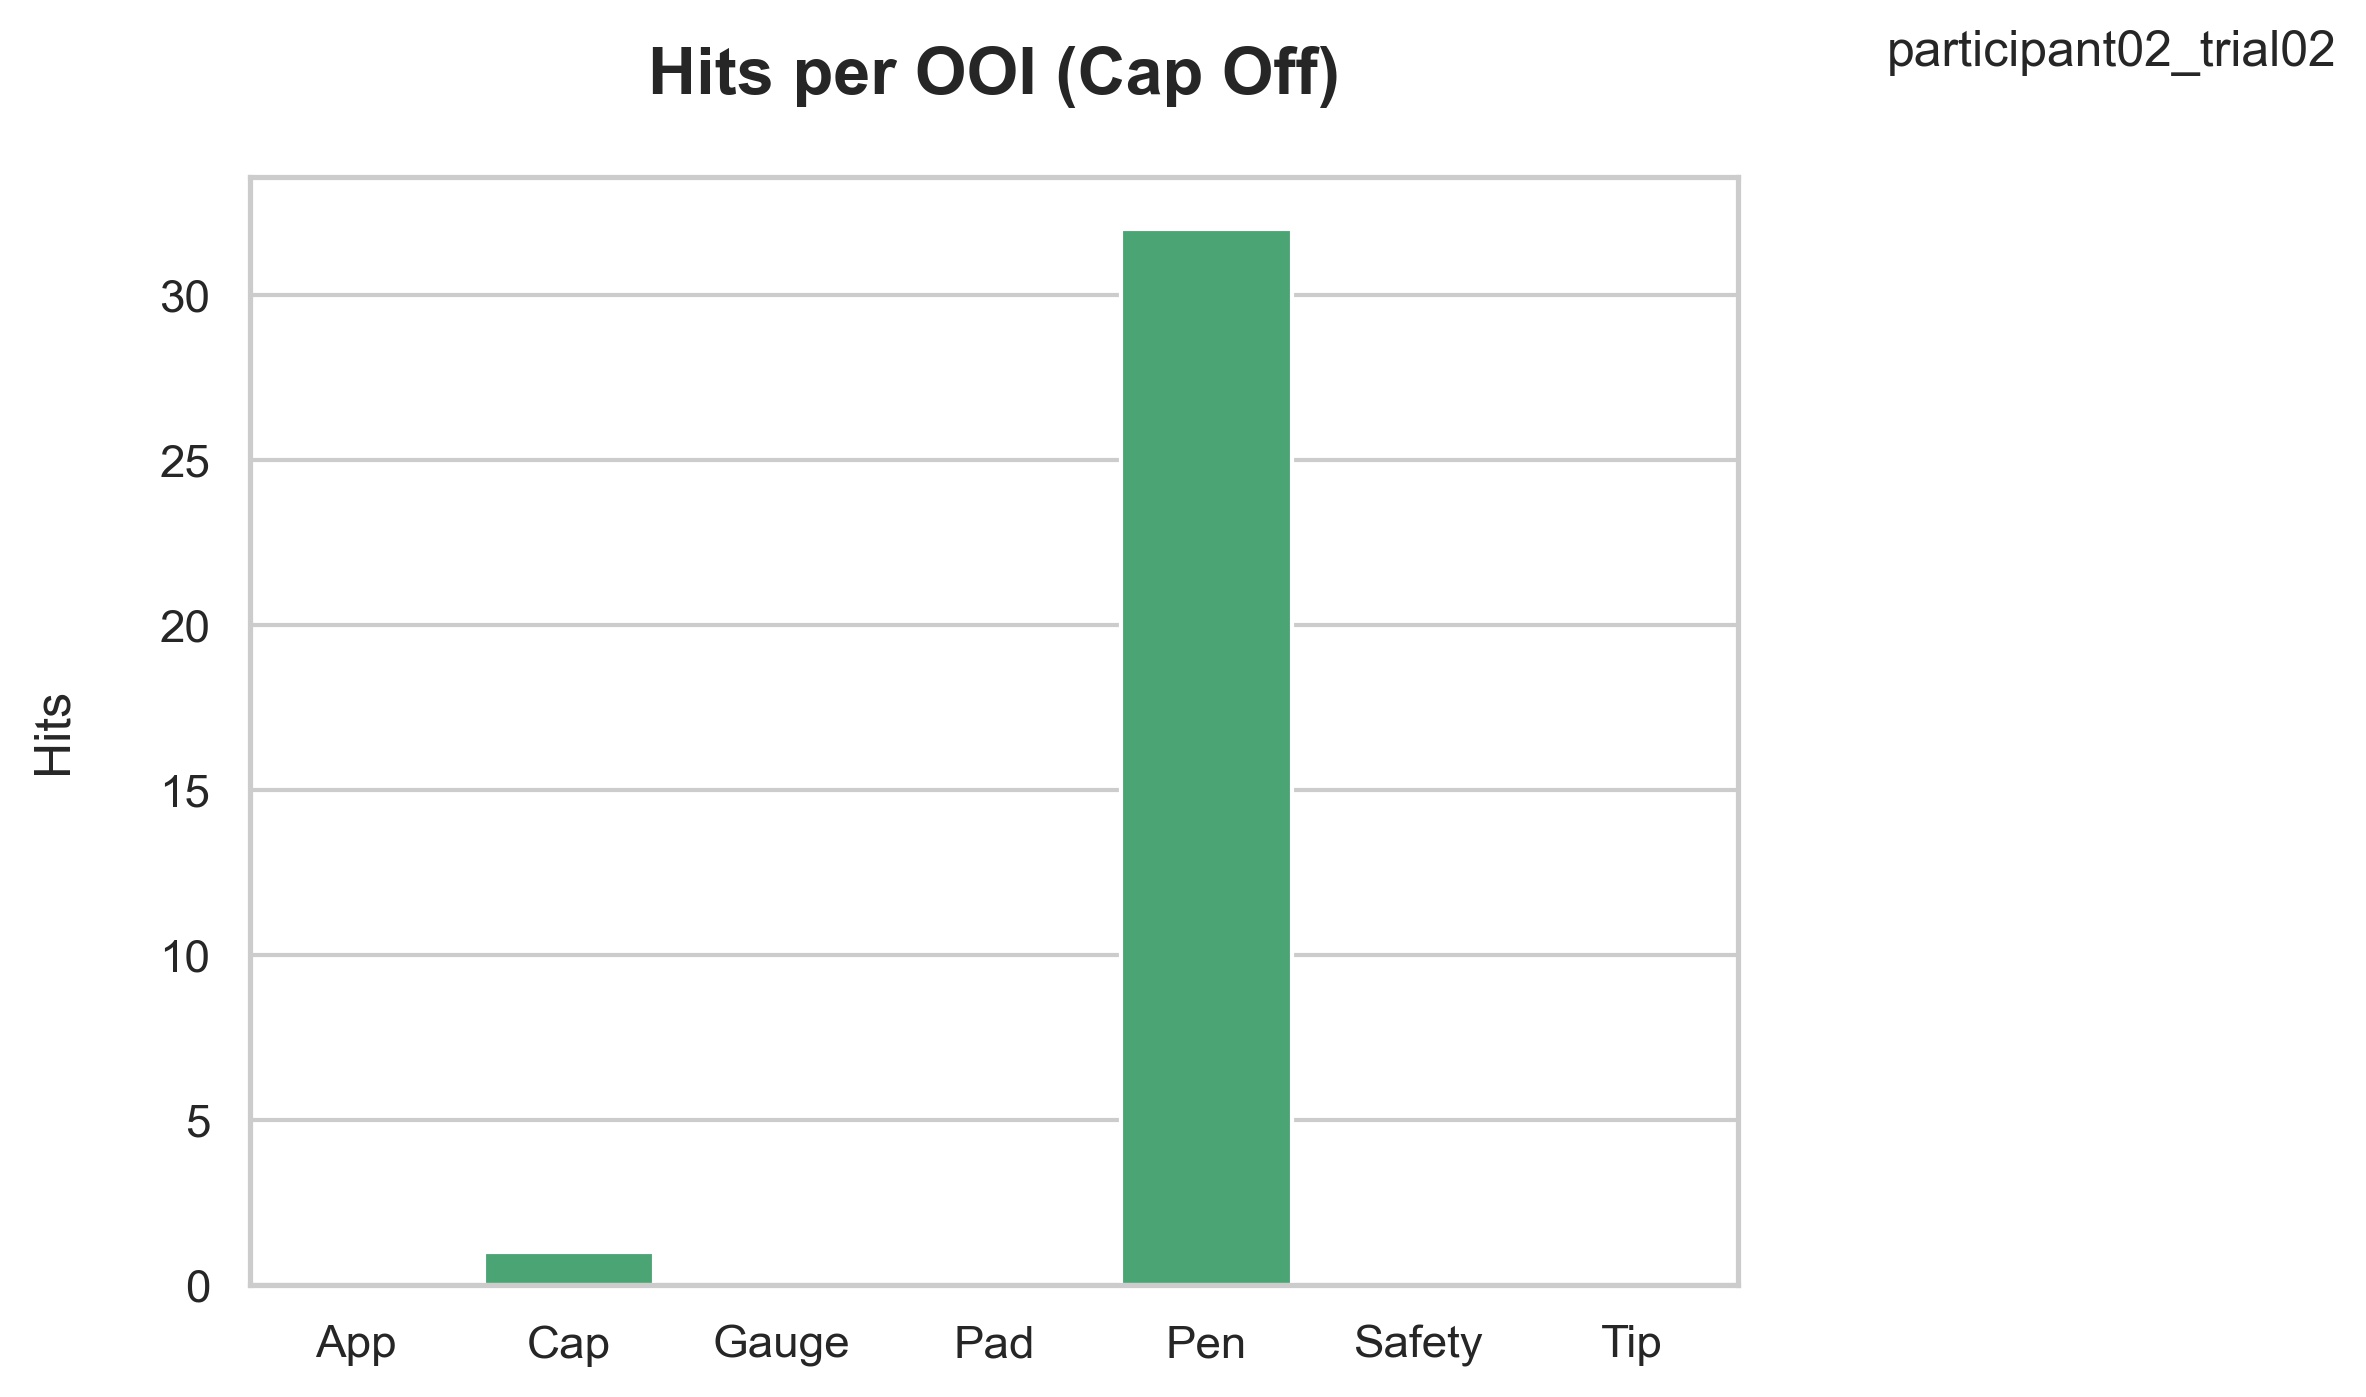 participant02_trial02
Hits per OOI (Cap Off)
Hits
30
25
20
15
10
5
0
App Cap Gauge Pad Pen Safety Tip